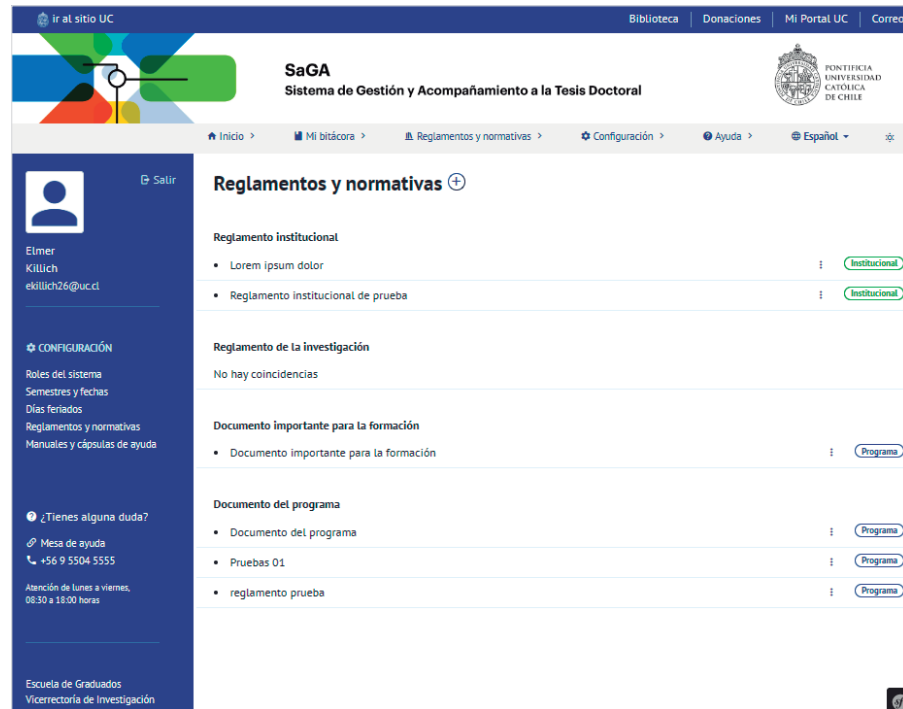 ir al sitio UC
Biblioteca Donaciones Mi Portal UC Correo
SaGA
Sistema de Gestión y Acompañamiento a la Tesis Doctoral
PONTIFICIA
UNIVERSIDAD
CATÓLICA
DE CHILE
Inicio > Mi bitácora > Reglamentos y normativas > Configuración > Ayuda > Español
Salir
Elmer
Killich
ekillich26@uc.cl
CONFIGURACIÓN
Roles del sistema
Semestres y fechas
Días feriados
Reglamentos y normativas
Manuales y cápsulas de ayuda
¿Tienes alguna duda?
Mesa de ayuda
+56 9 5504 5555
Atención de lunes a viernes,
08:30 a 18:00 horas
Escuela de Graduados
Vicerrectoría de Investigación
Reglamentos y normativas
Reglamento institucional
• Lorem ipsum dolor Institucional
• Reglamento institucional de prueba Institucional
Reglamento de la investigación
No hay coincidencias
Documento importante para la formación
• Documento importante para la formación Programa
Documento del programa
• Documento del programa Programa
• Pruebas 01 Programa
• reglamento prueba Programa